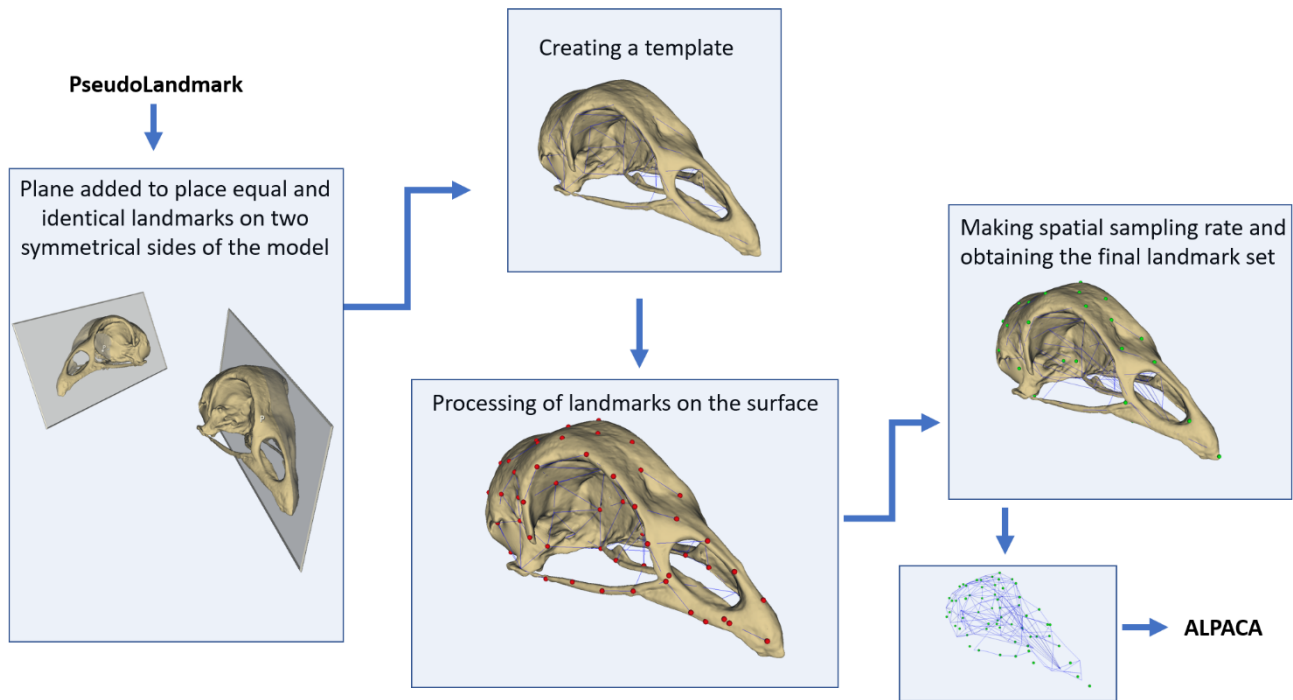 PseudoLandmark
Plane added to place equal and
identical landmarks on two
symmetrical sides of the model
Creating a template
Processing of landmarks on the surface
Making spatial sampling rate and
obtaining the final landmark set
ALPACA